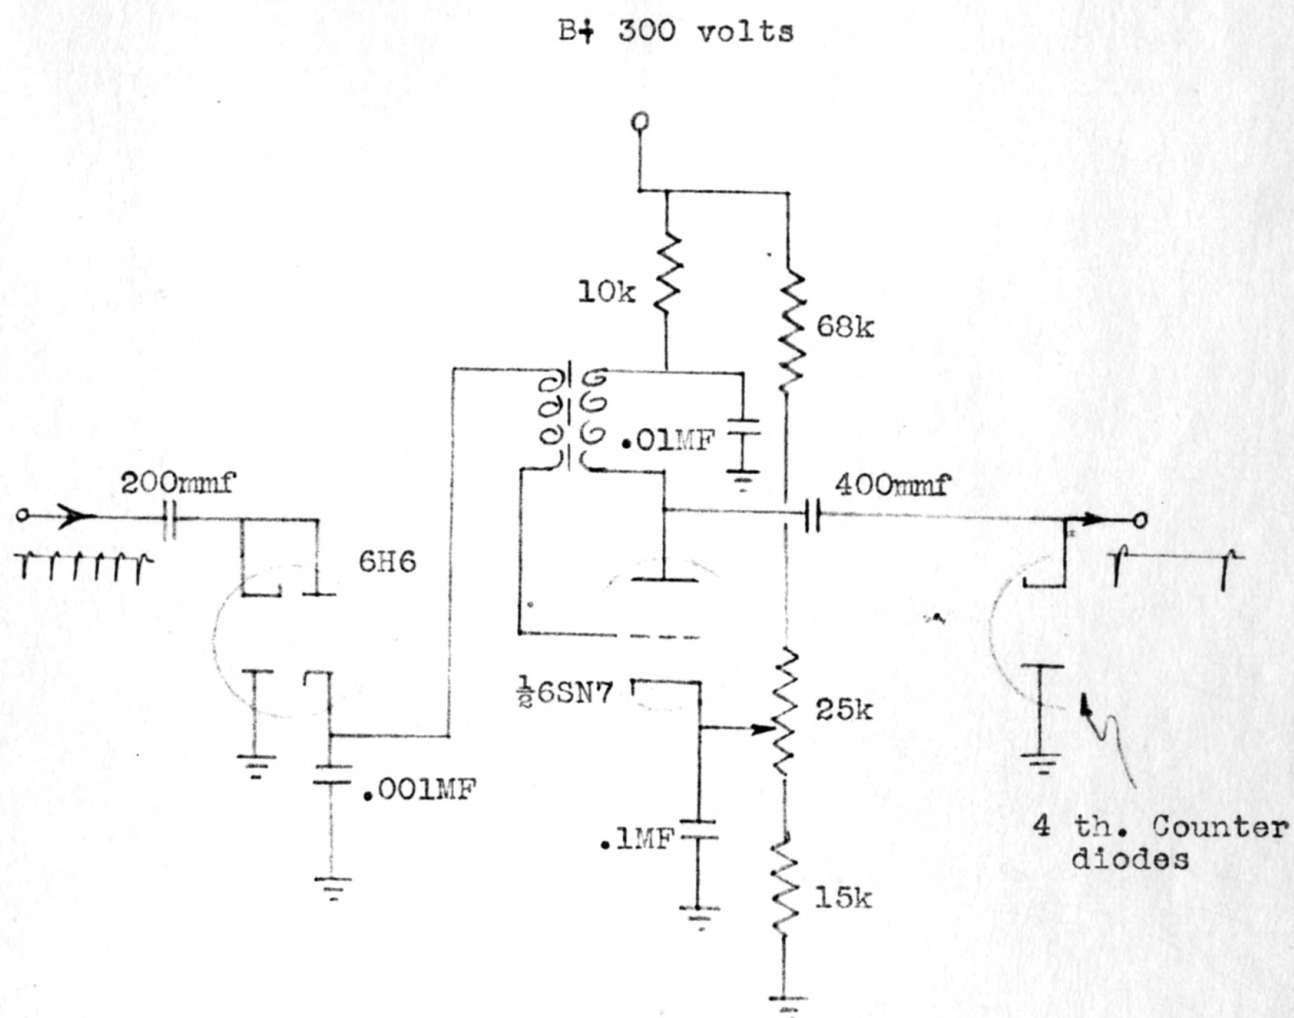 B+ 300 volts
10k
68k
.01MF
200mmf
400mmf
6H6
½6SN7
25k
.001MF
.1MF
4 th. Counter
diodes
15k